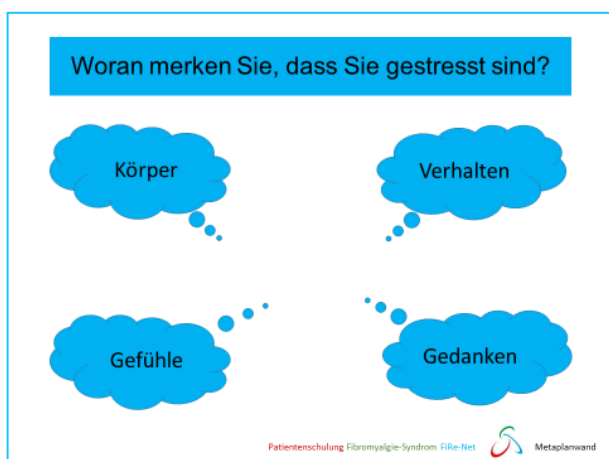 Woran merken Sie, dass Sie gestresst sind?
Körper
Verhalten
Gefühle
Gedanken
Patientenschulung Fibromyalgie-Syndrom FiRe-Net
Metaplanwand